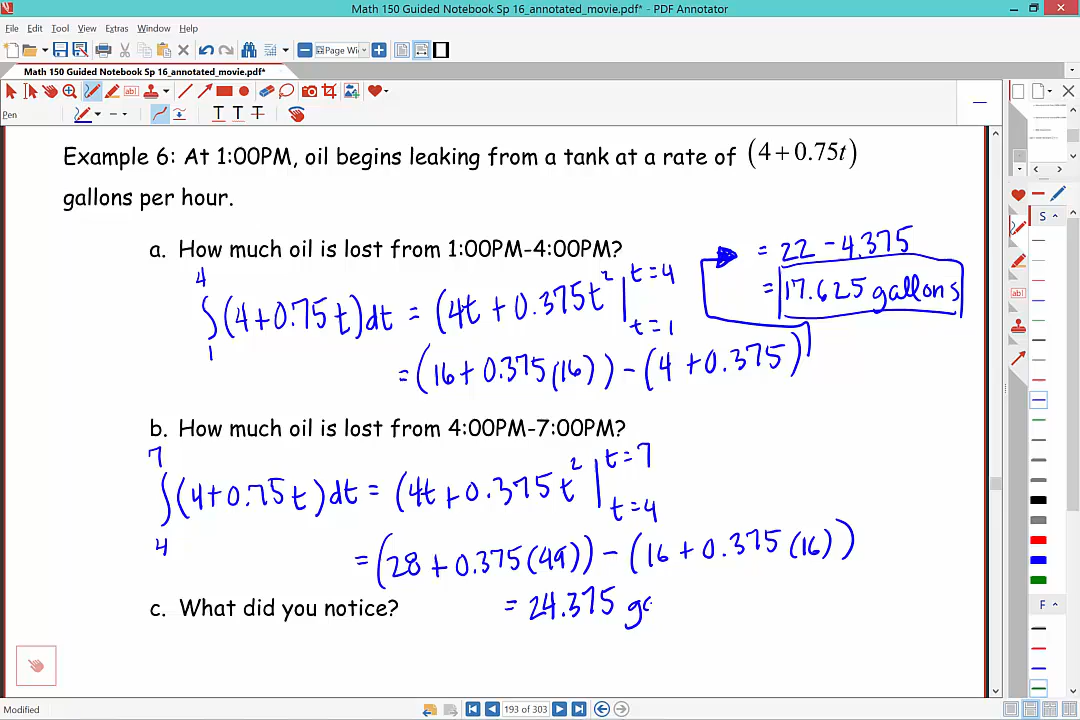 Math 150 Guided Notebook Sp 16_annotated_movie.pdf* - PDF Annotator
File Edit View Tool Extras Window Help
Page Wi
Math 150 Guided Notebook Sp 16_annotated_movie.pdf*
Pen
Example 6: At 1:00PM, oil begins leaking from a tank at a rate of (4 + 0.75t)
gallons per hour.
a. How much oil is lost from 1:00PM-4:00PM?
∫₁⁴ (4+0.75t)dt = (4t + 0.375t² | t=4 t=1
= (16 + 0.375(16)) - (4 + 0.375)
= 22 - 4.375
= 17.625 gallons
b. How much oil is lost from 4:00PM-7:00PM?
∫₄⁷ (4+0.75t)dt = (4t + 0.375t² | t=7 t=4
= (28 + 0.375(49)) - (16 + 0.375(16))
= 24.375 ga
c. What did you notice?
S
F
Modified
193 of 303